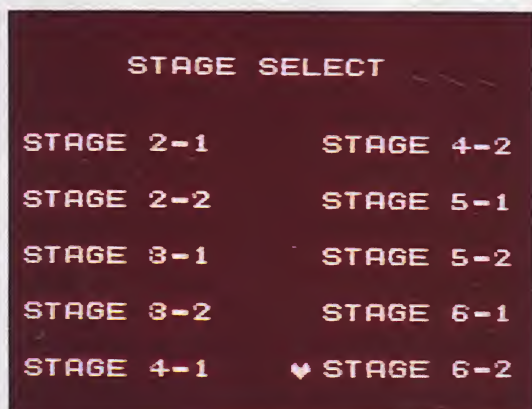 STAGE SELECT
STAGE 2-1
STAGE 2-2
STAGE 3-1
STAGE 3-2
STAGE 4-1
STAGE 4-2
STAGE 5-1
STAGE 5-2
STAGE 6-1
♥ STAGE 6-2